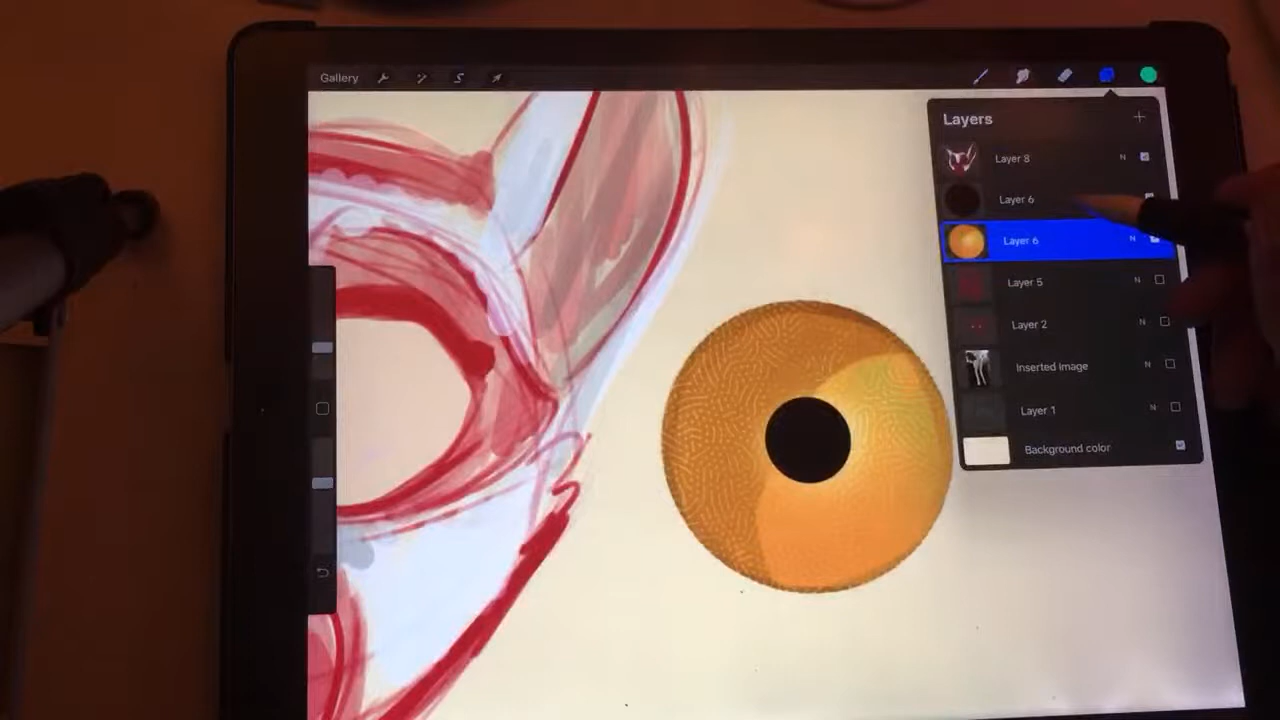 Gallery
Layers
Layer 8 N
Layer 6
Layer 6 N
Layer 5 N
Layer 2 N
Inserted Image N
Layer 1 N
Background color